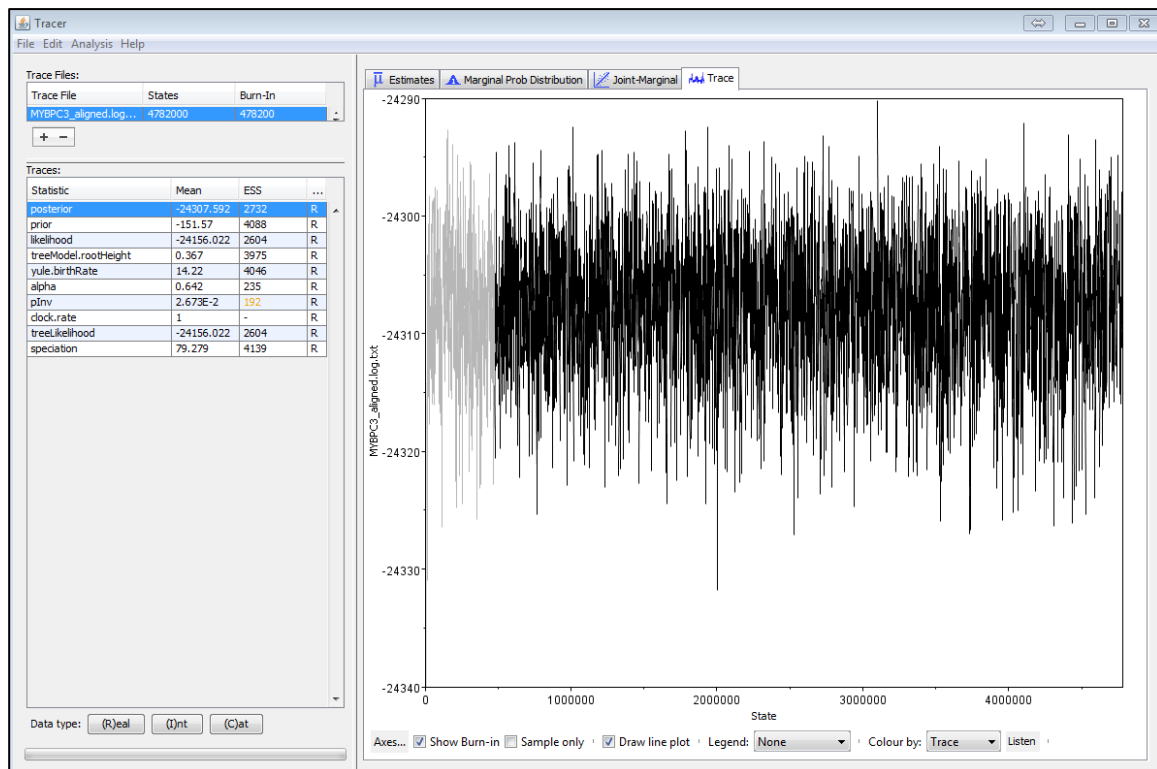 Tracer
File Edit Analysis Help
Trace Files:
Trace File States Burn-In
MYBPC3_aligned.log... 4782000 478200
+ −
Traces:
Statistic Mean ESS ...
posterior -24307.592 2732 R
prior -151.57 4088 R
likelihood -24156.022 2604 R
treeModel.rootHeight 0.367 3975 R
yule.birthRate 14.22 4046 R
alpha 0.642 235 R
pInv 2.673E-2 192 R
clock.rate 1 - R
treeLikelihood -24156.022 2604 R
speciation 79.279 4139 R
Data type: (R)eal (I)nt (C)at
μ Estimates Marginal Prob Distribution Joint-Marginal Trace
-24290
-24300
-24310
-24320
-24330
-24340
MYBPC3_aligned.log.txt
0 1000000 2000000 3000000 4000000
State
Axes... Show Burn-in Sample only Draw line plot Legend: None Colour by: Trace Listen